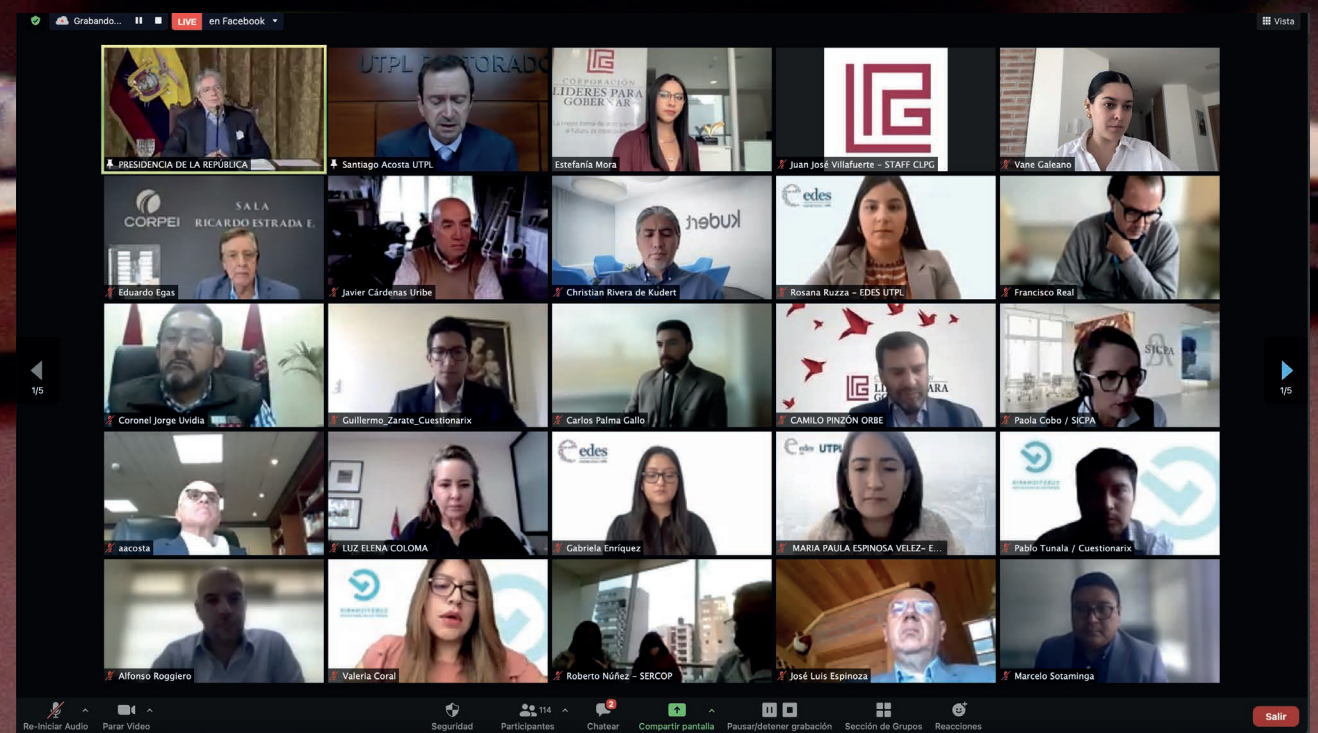 Grabando...
LIVE
en Facebook
Vista
PRESIDENCIA DE LA REPÚBLICA
UTPL
Santiago Acosta UTPL
CORPORACIÓN
LIDERES PARA
GOBERNAR
Estefanía Mora
Juan José Villafuerte – STAFF CLPG
Vane Galeano
CORPEI
SALA
RICARDO ESTRADA E.
Eduardo Egas
Javier Cárdenas Uribe
kudert
Christian Rivera de Kudert
edes
Rosana Ruzza – EDES UTPL
Francisco Real
1/5
1/5
Coronel Jorge Uvidia
Guillermo_Zarate_Cuestionarix
Carlos Palma Gallo
CAMILO PINZÓN ORBE
SICPA
Paola Cobo / SICPA
aacosta
LUZ ELENA COLOMA
edes
Gabriela Enríquez
edes UTPL
MARIA PAULA ESPINOSA VELEZ– E...
CUESTIONARIX
Pablo Tunala / Cuestionarix
Alfonso Roggiero
CUESTIONARIX
Valeria Coral
Roberto Núñez – SERCOP
José Luis Espinoza
Marcelo Sotaminga
Re-Iniciar Audio
Parar Video
Seguridad
114
Participantes
2
Chatear
Compartir pantalla
Pausar/detener grabación
Sección de Grupos
Reacciones
Salir